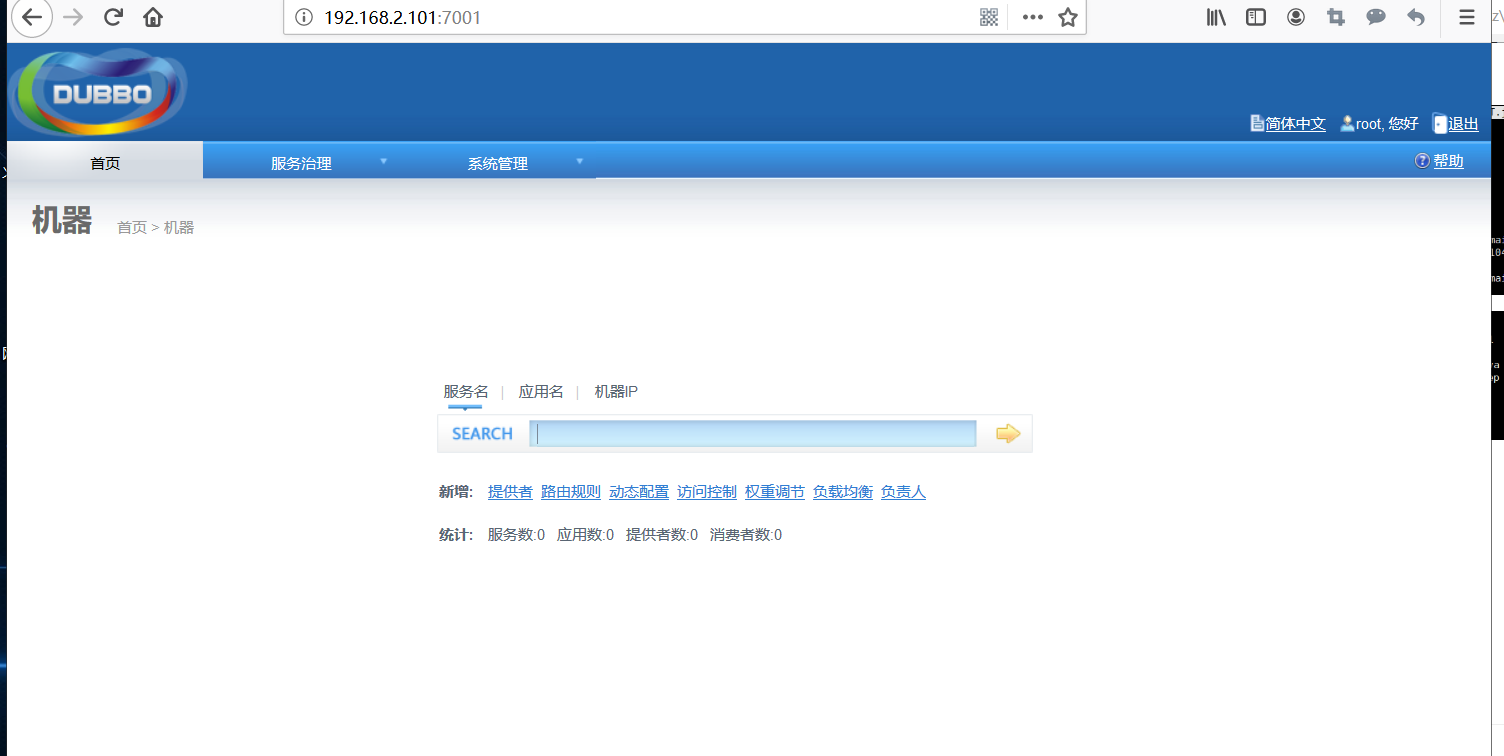 192.168.2.101:7001
DUBBO
简体中文 root, 您好 退出
首页 服务治理 系统管理 帮助
机器 首页 > 机器
服务名 | 应用名 | 机器IP
SEARCH
新增: 提供者 路由规则 动态配置 访问控制 权重调节 负载均衡 负责人
统计: 服务数:0 应用数:0 提供者数:0 消费者数:0